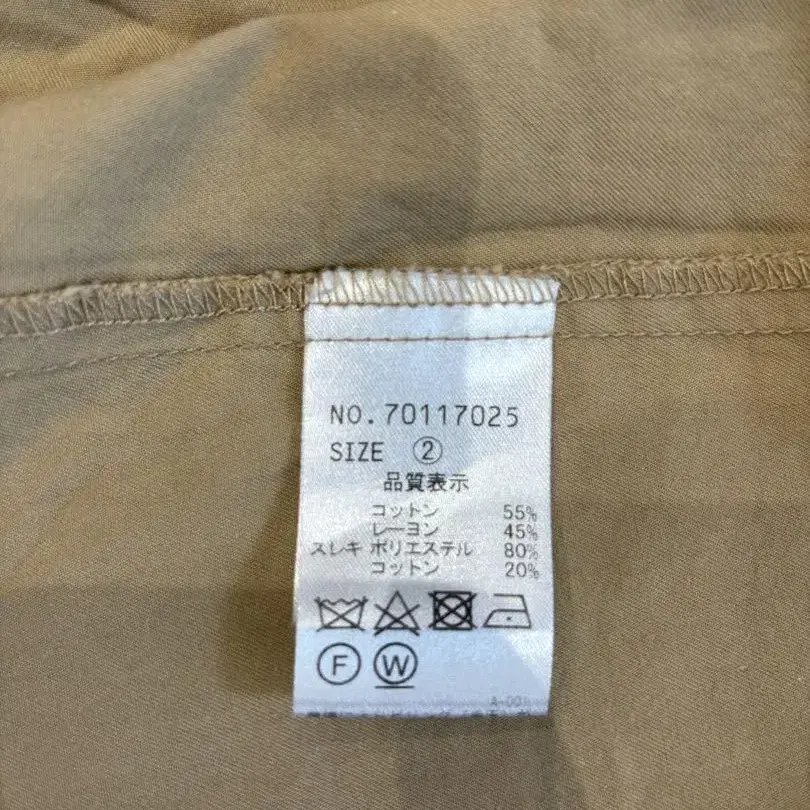 NO.70117025
SIZE ②
品質表示
コットン 55%
レーヨン 45%
スレキ ポリエステル 80%
コットン 20%
F W